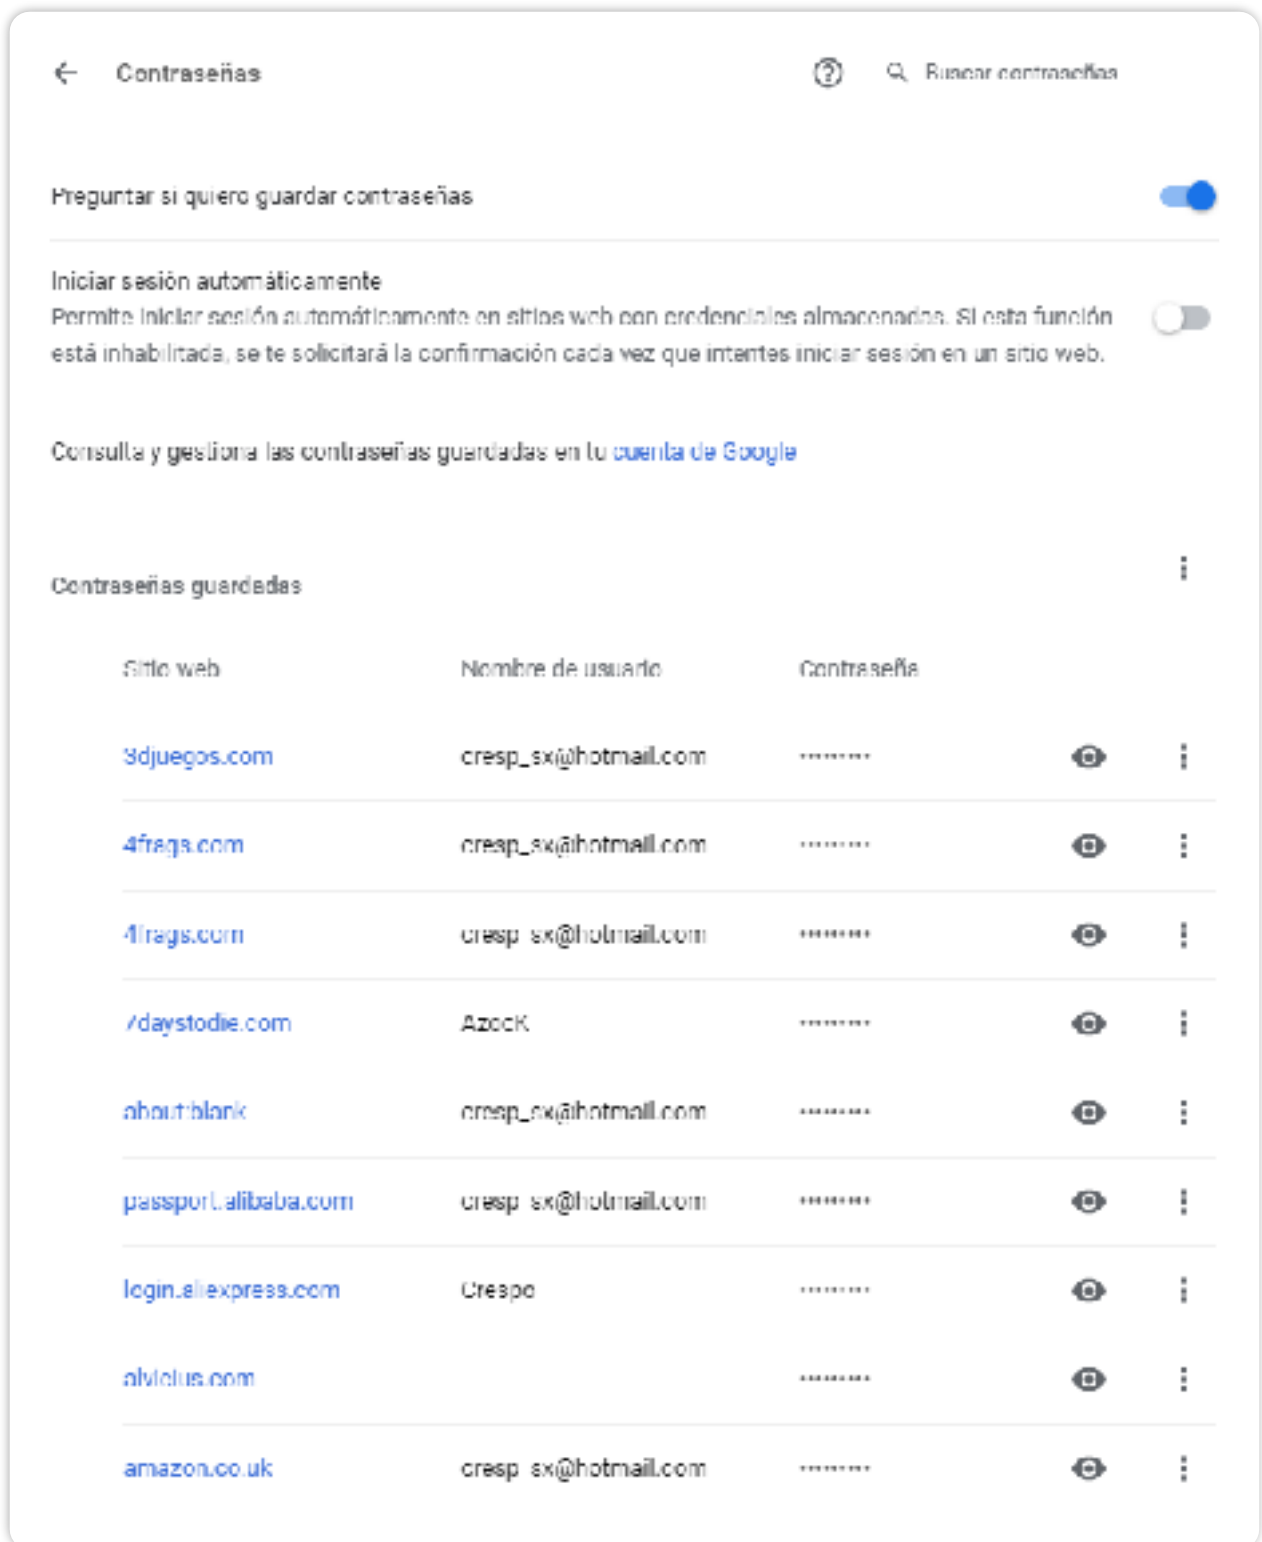 Contraseñas
Buscar contraseñas
Preguntar si quiero guardar contraseñas
Iniciar sesión automáticamente
Permite iniciar sesión automáticamente en sitios web con credenciales almacenadas. Si esta función
está inhabilitada, se te solicitará la confirmación cada vez que intentes iniciar sesión en un sitio web.
Consulta y gestiona las contraseñas guardadas en tu cuenta de Google
Contraseñas guardadas
Sitio web Nombre de usuario Contraseña
3djuegos.com cresp_sx@hotmail.com •••••••••
4frags.com cresp_sx@hotmail.com •••••••••
4frags.com cresp_sx@hotmail.com •••••••••
7daystodie.com AzocK •••••••••
about:blank cresp_sx@hotmail.com •••••••••
passport.alibaba.com cresp_sx@hotmail.com •••••••••
login.aliexpress.com Crespo •••••••••
alvicius.com •••••••••
amazon.co.uk cresp_sx@hotmail.com •••••••••